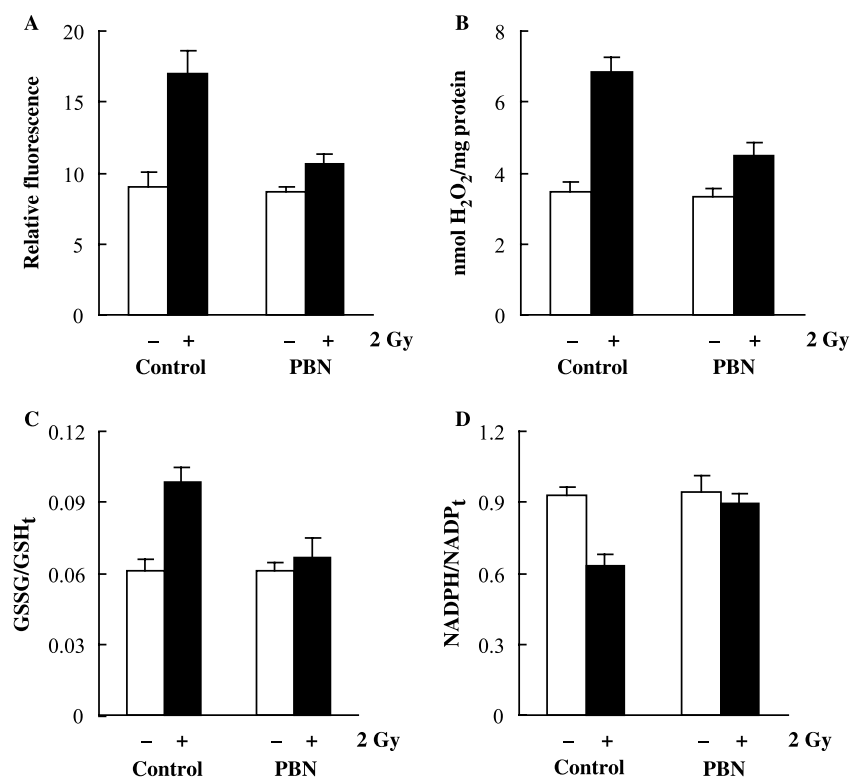 A
Relative fluorescence
20
15
10
5
0
– + – + 2 Gy
Control PBN
B
nmol H₂O₂/mg protein
8
6
4
2
0
– + – + 2 Gy
Control PBN
C
GSSG/GSHₜ
0.12
0.09
0.06
0.03
0
– + – + 2 Gy
Control PBN
D
NADPH/NADPₜ
1.2
0.9
0.6
0.3
0
– + – + 2 Gy
Control PBN